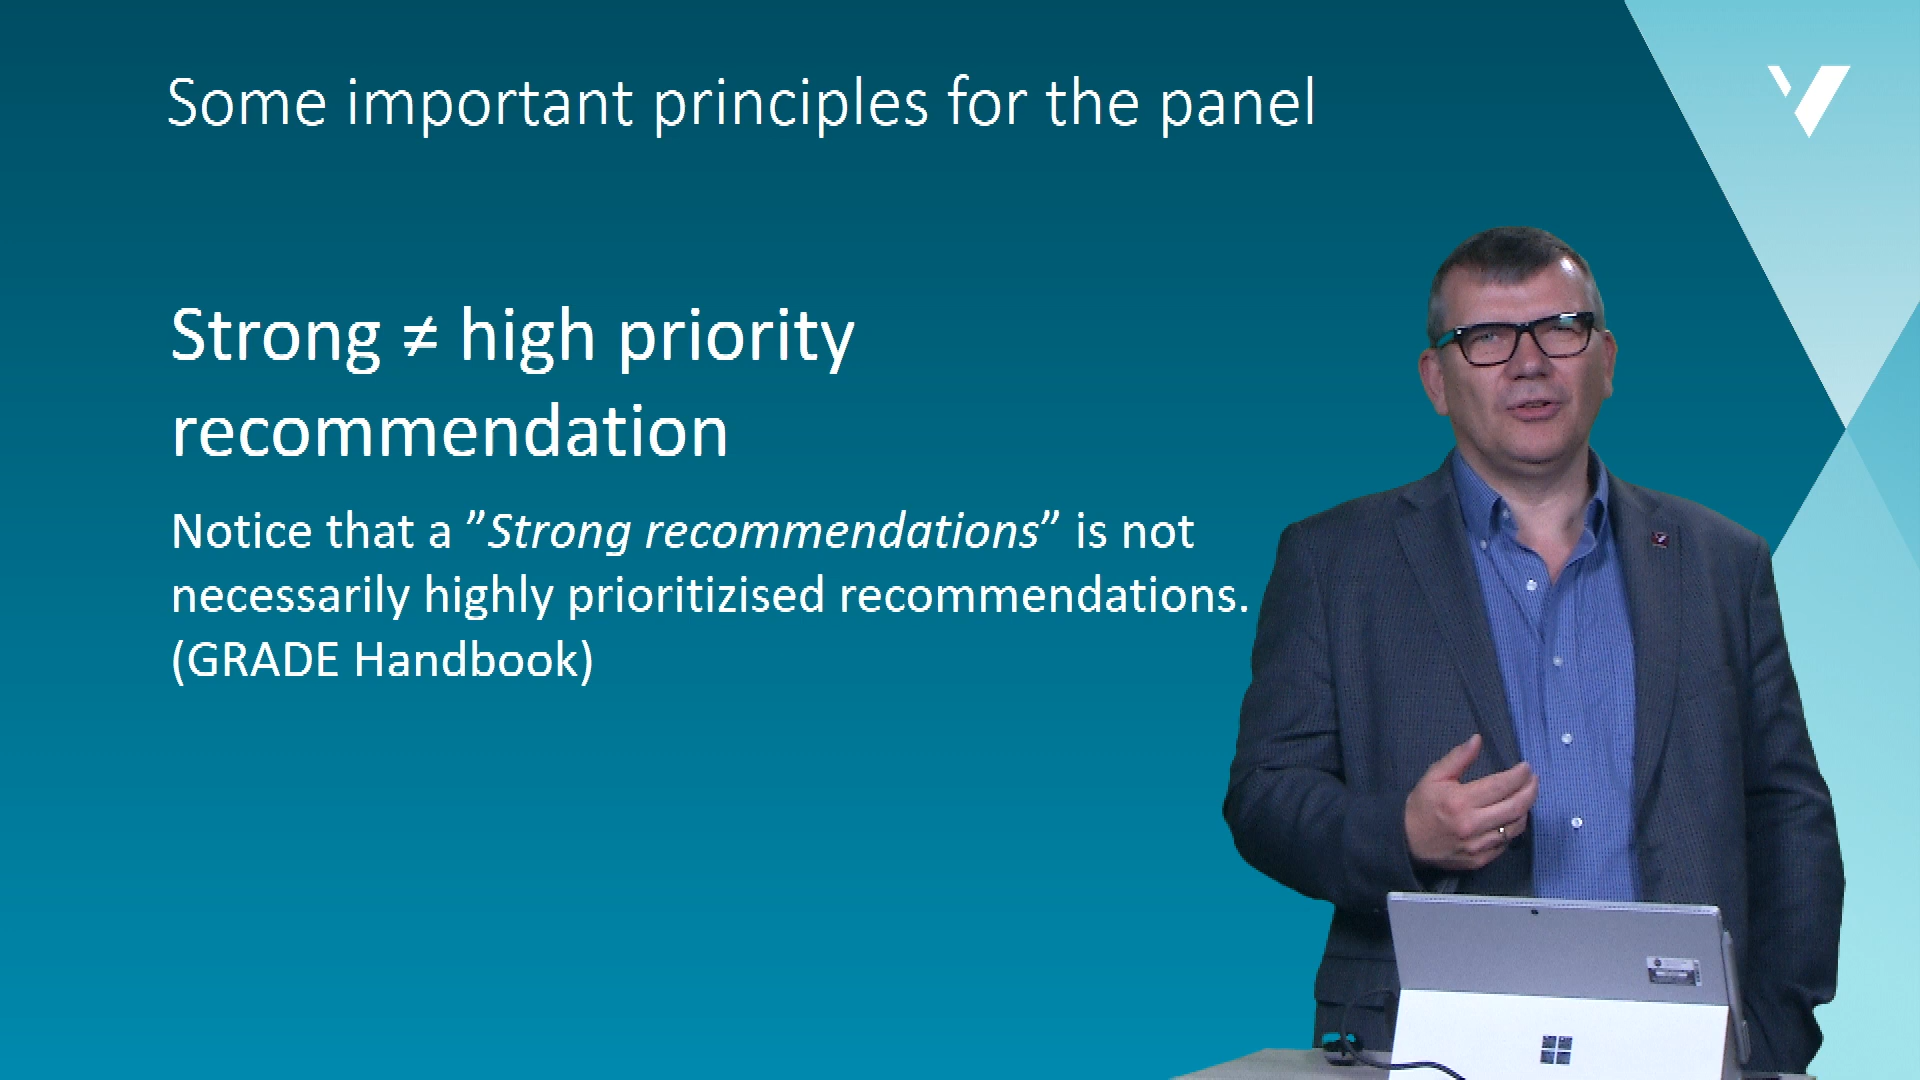 Some important principles for the panel
Strong ≠ high priority
recommendation
Notice that a ”Strong recommendations” is not
necessarily highly prioritizised recommendations.
(GRADE Handbook)